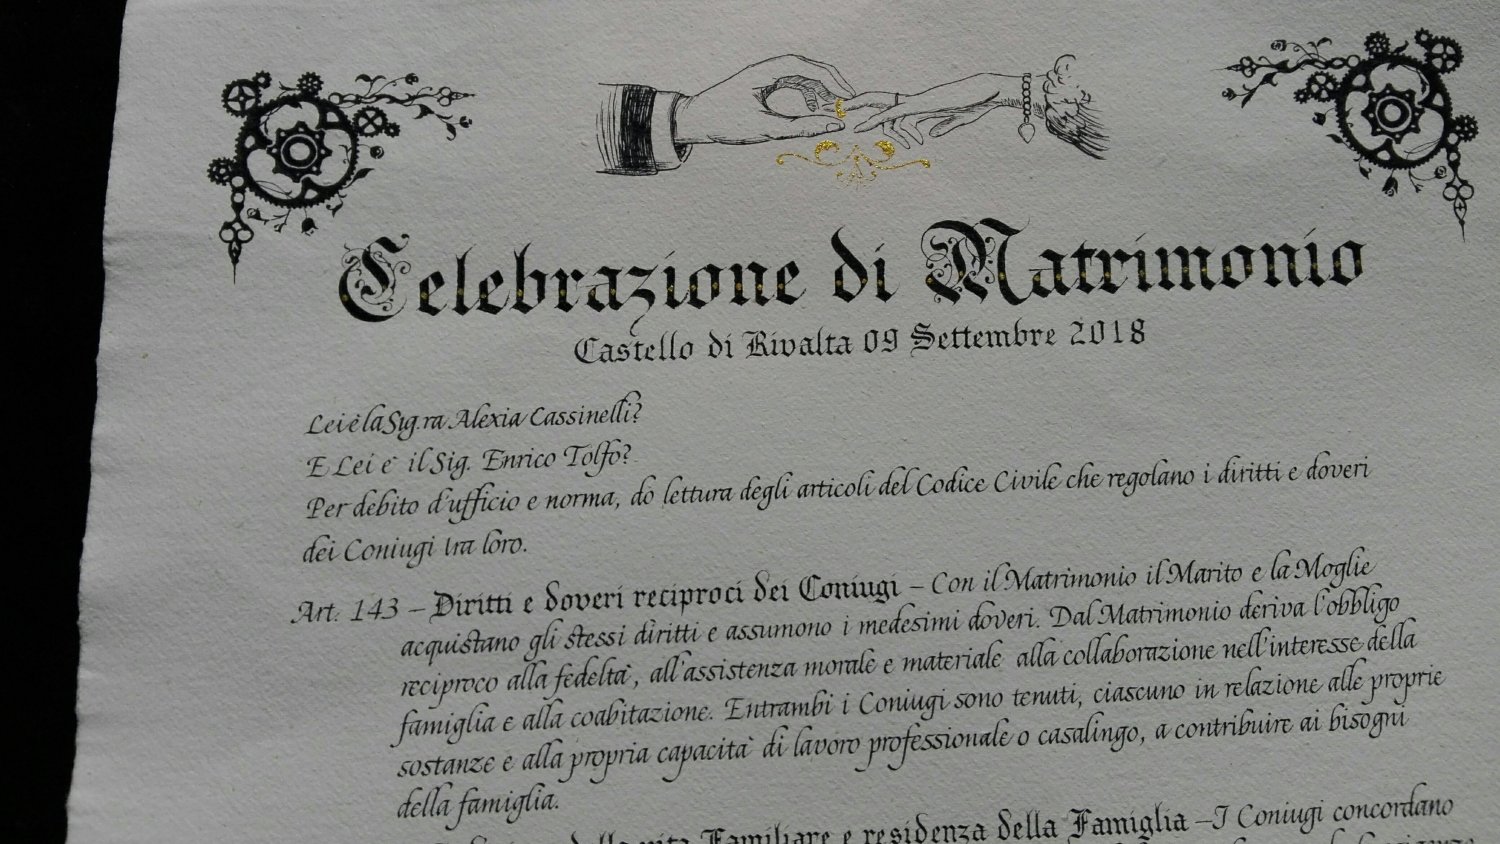 Celebrazione di Matrimonio
Castello di Rivalta 09 Settembre 2018
Lei è la Sig.ra Alexia Cassinelli?
E Lei e` il Sig. Enrico Tolfo?
Per debito d'ufficio e norma, do lettura degli articoli del Codice Civile che regolano i diritti e doveri
dei Coniugi tra loro.
Art. 143 – Diritti e doveri reciproci dei Coniugi – Con il Matrimonio il Marito e la Moglie
acquistano gli stessi diritti e assumono i medesimi doveri. Dal Matrimonio deriva l'obbligo
reciproco alla fedeltà, all'assistenza morale e materiale alla collaborazione nell'interesse della
famiglia e alla coabitazione. Entrambi i Coniugi sono tenuti, ciascuno in relazione alle proprie
sostanze e alla propria capacità di lavoro professionale o casalingo, a contribuire ai bisogni
della famiglia.
della vita Familiare e residenza della Famiglia – I Coniugi concordano